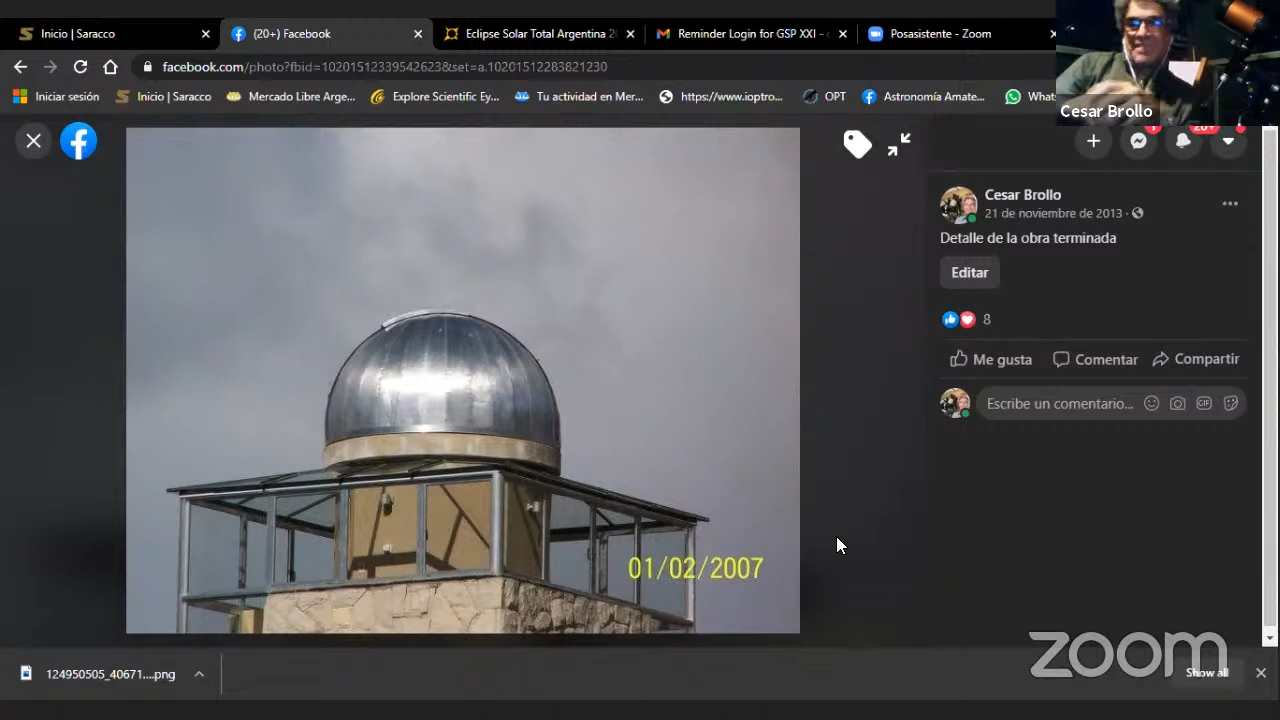 Inicio | Saracco
(20+) Facebook
Eclipse Solar Total Argentina 2
Reminder Login for GSP XXI -
Posasistente - Zoom
facebook.com/photo?fbid=10201512339542623&set=a.10201512283821230
Iniciar sesión
Inicio | Saracco
Mercado Libre Arge...
Explore Scientific Ey...
Tu actividad en Mer...
https://www.ioptro...
OPT
Astronomía Amate...
Whats
Cesar Brollo
20+
Cesar Brollo
21 de noviembre de 2013 ·
Detalle de la obra terminada
Editar
8
Me gusta
Comentar
Compartir
Escribe un comentario...
GIF
01/02/2007
124950505_40671....png
Show all
zoom